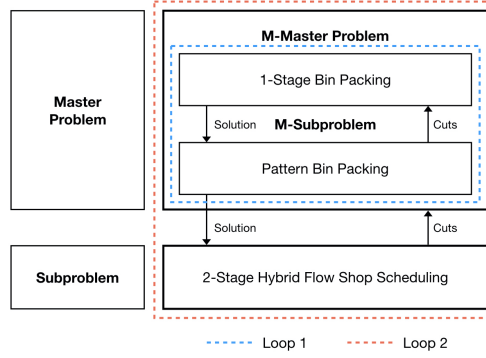 M-Master Problem
1-Stage Bin Packing
Master
Problem
Solution
M-Subproblem
Cuts
Pattern Bin Packing
Solution
Cuts
Subproblem
2-Stage Hybrid Flow Shop Scheduling
Loop 1
Loop 2